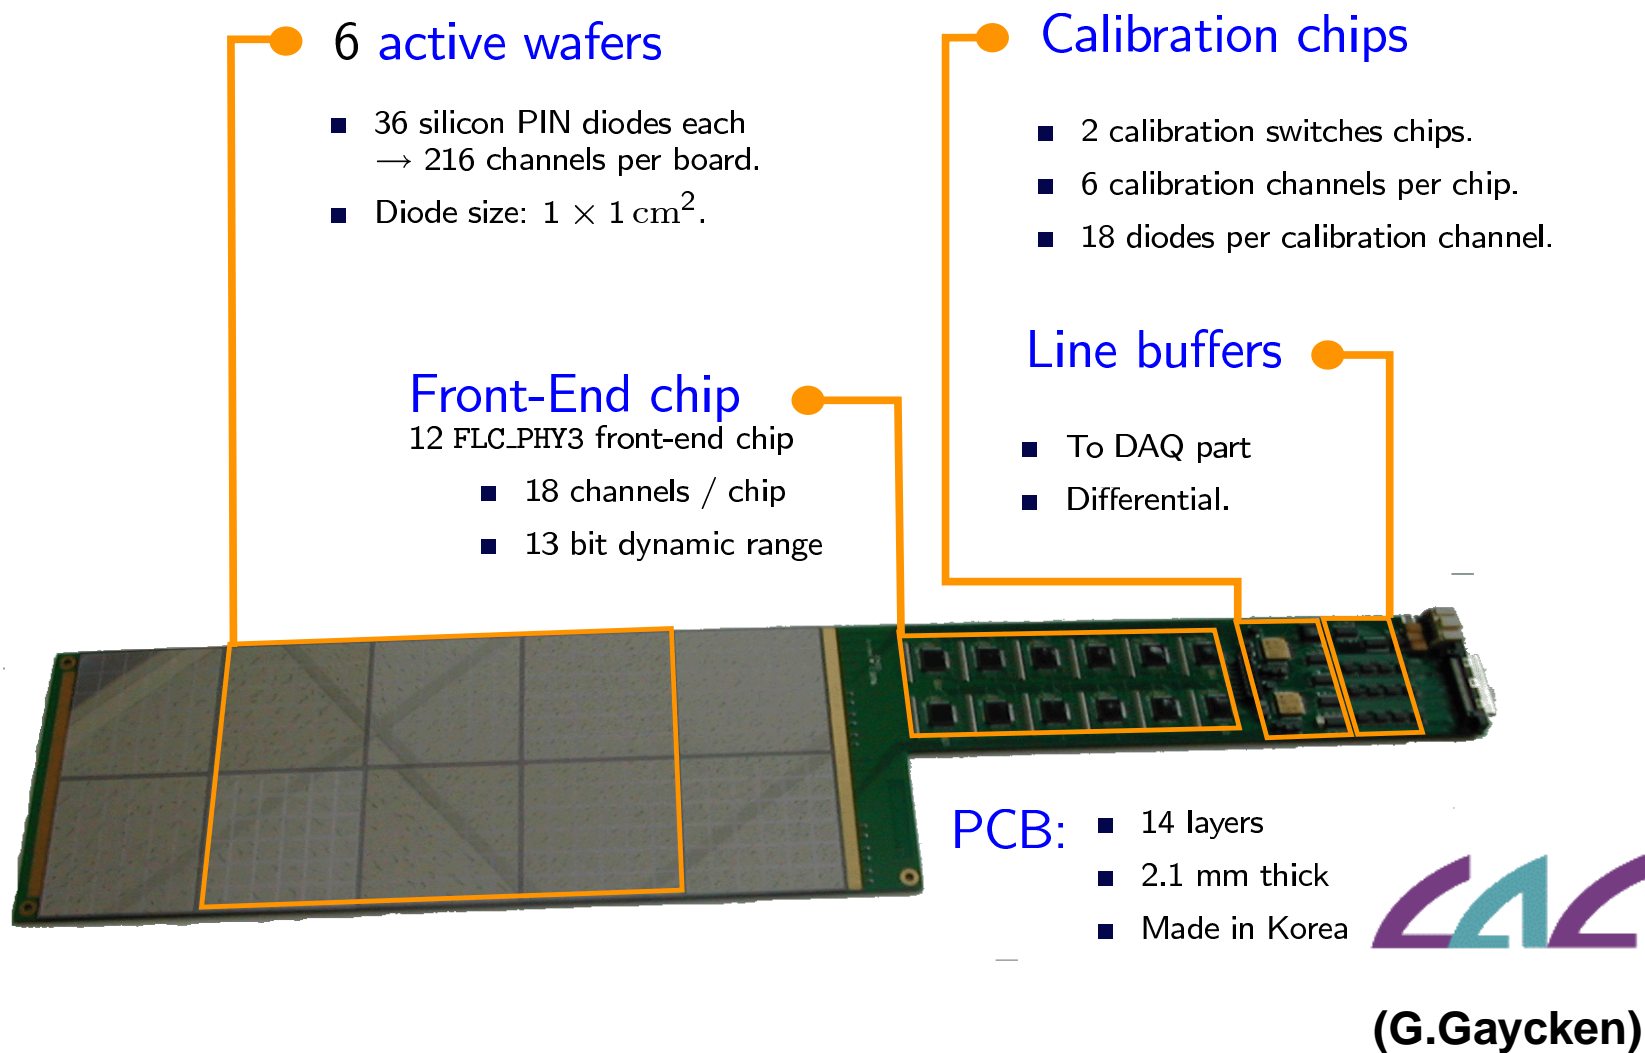 6 active wafers
■ 36 silicon PIN diodes each
→ 216 channels per board.
■ Diode size: 1 × 1 cm².
Calibration chips
■ 2 calibration switches chips.
■ 6 calibration channels per chip.
■ 18 diodes per calibration channel.
Line buffers
■ To DAQ part
■ Differential.
Front-End chip
12 FLC_PHY3 front-end chip
■ 18 channels / chip
■ 13 bit dynamic range
PCB:
■ 14 layers
■ 2.1 mm thick
■ Made in Korea
LAL
(G.Gaycken)